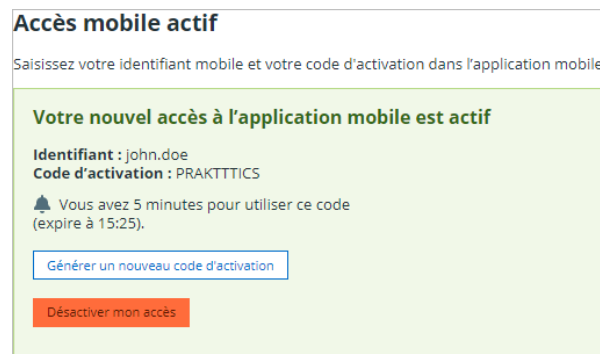 Accès mobile actif
Saisissez votre identifiant mobile et votre code d'activation dans l’application mobile
Votre nouvel accès à l’application mobile est actif
Identifiant : john.doe
Code d’activation : PRAKTTTICS
Vous avez 5 minutes pour utiliser ce code
(expire à 15:25).
Générer un nouveau code d’activation
Désactiver mon accès